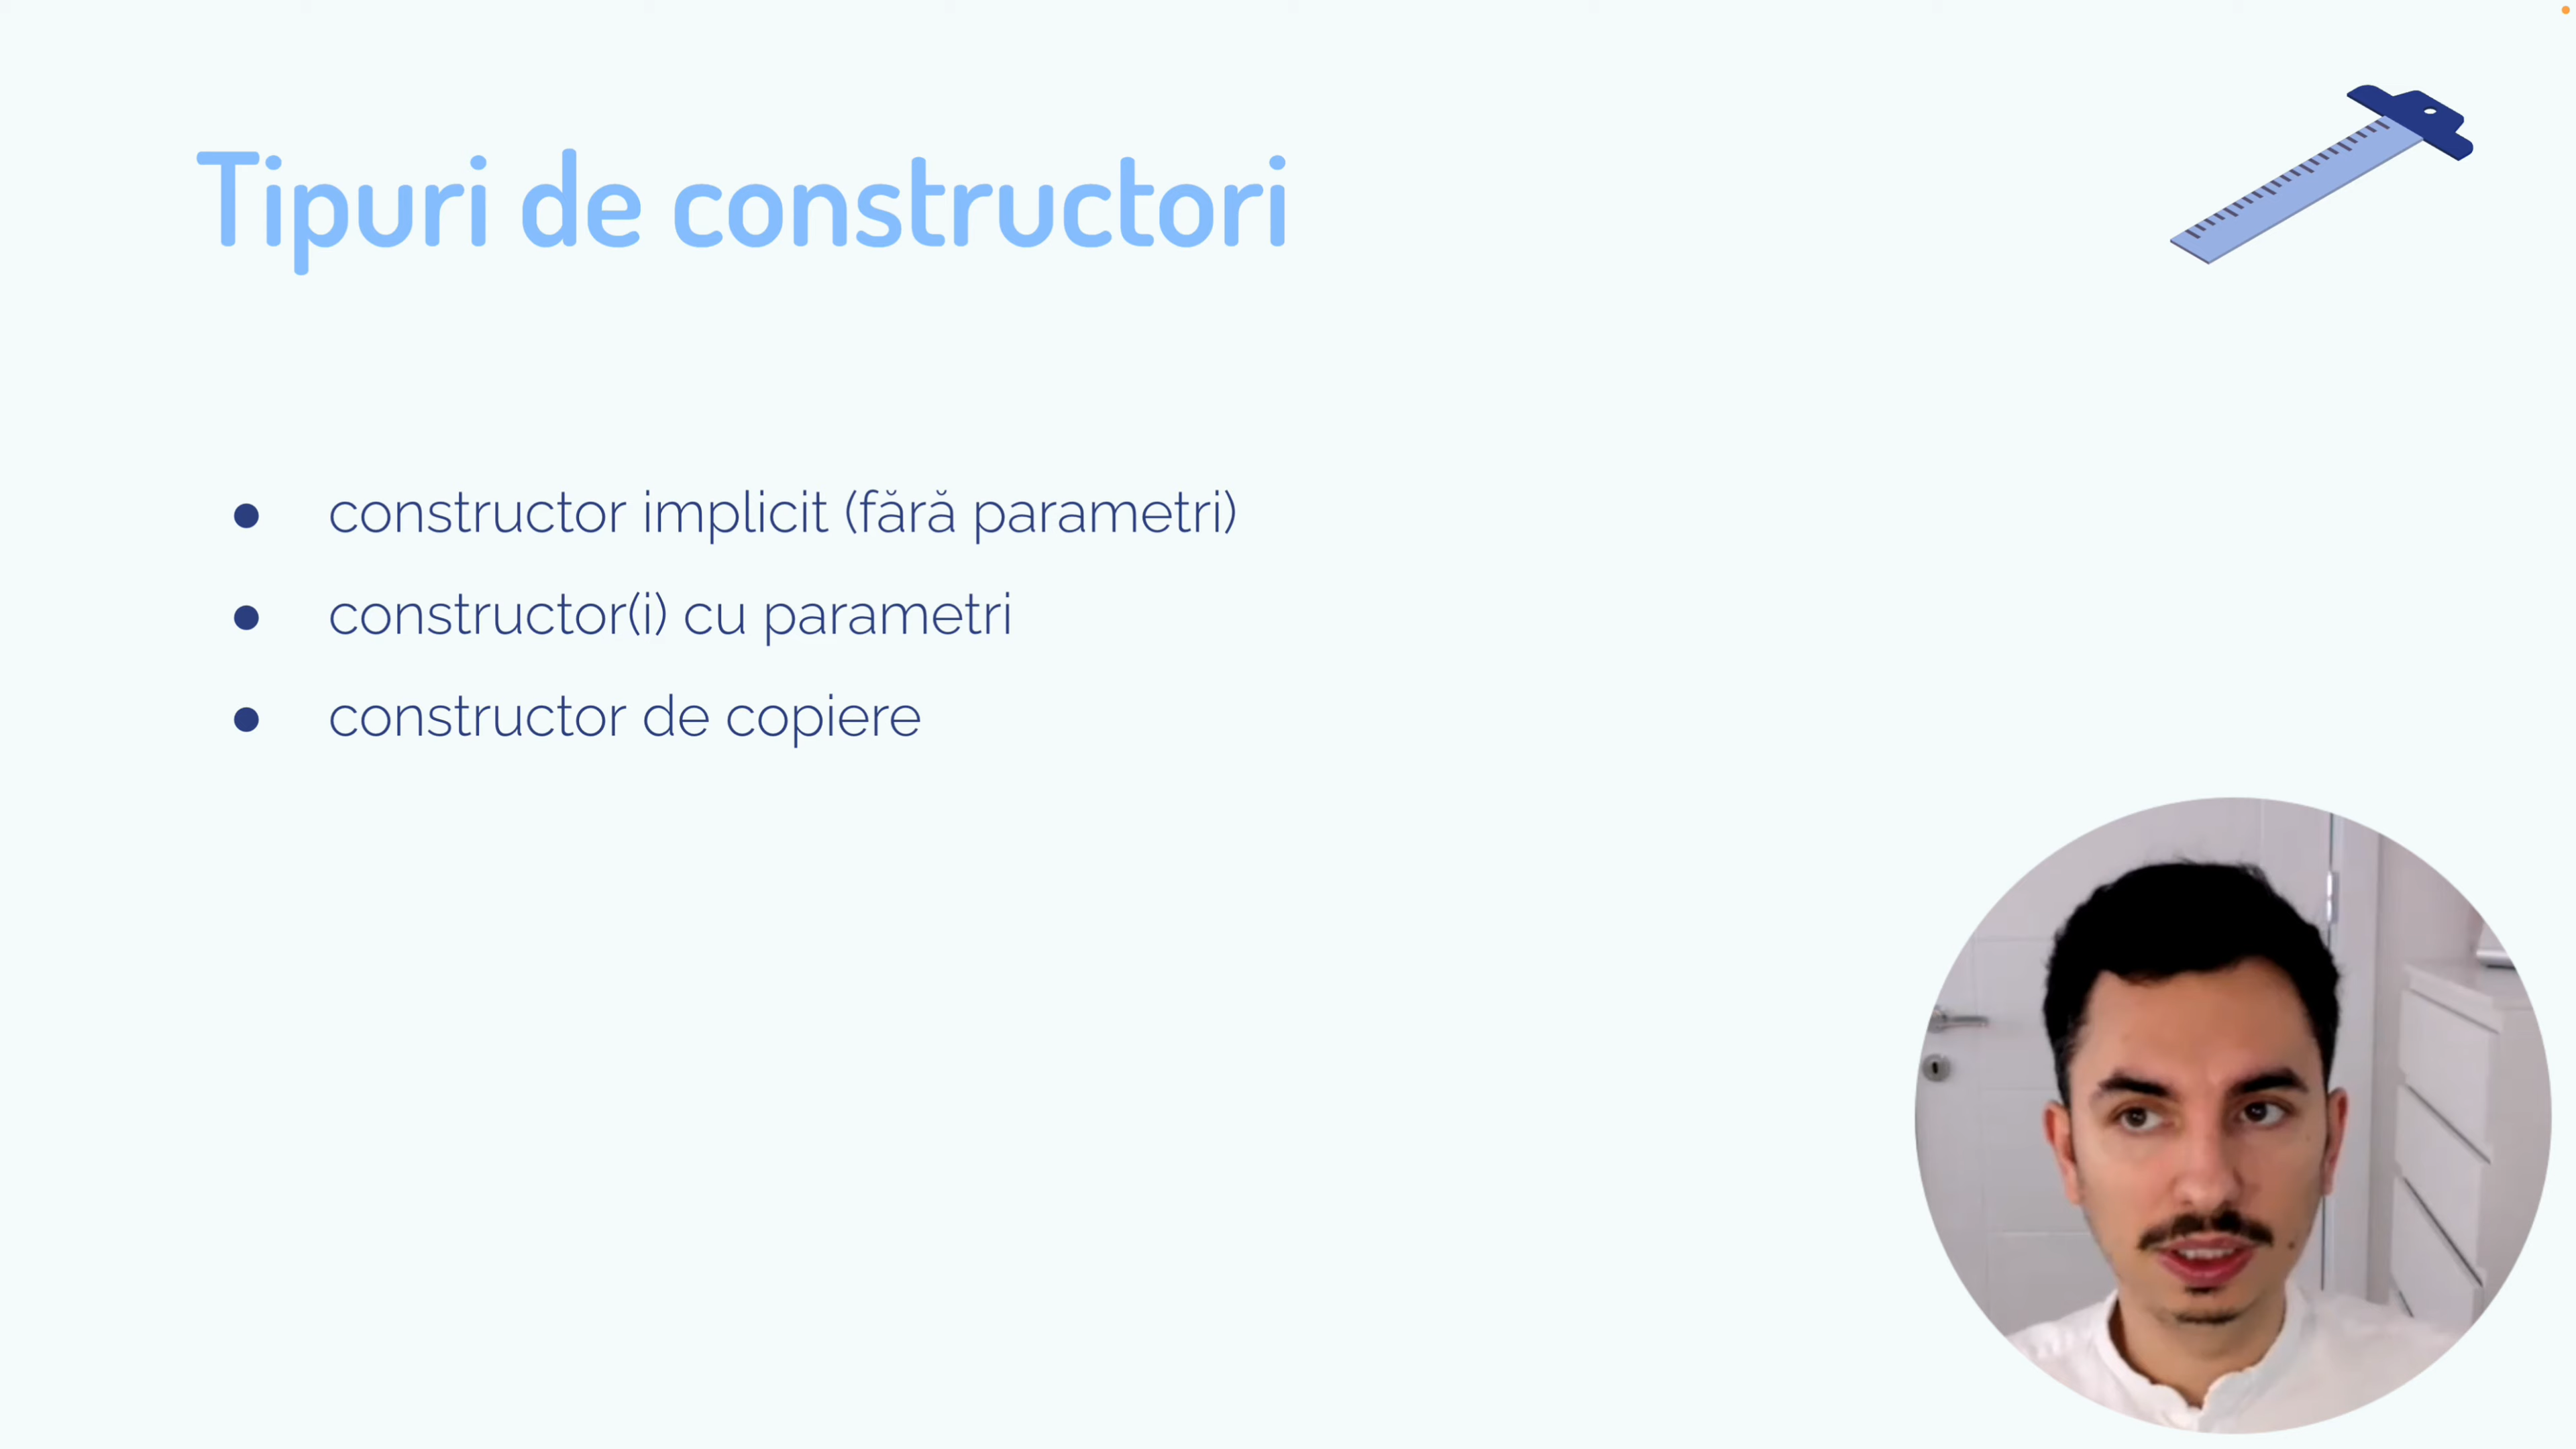 Tipuri de constructori
● constructor implicit (fără parametri)
● constructor(i) cu parametri
● constructor de copiere